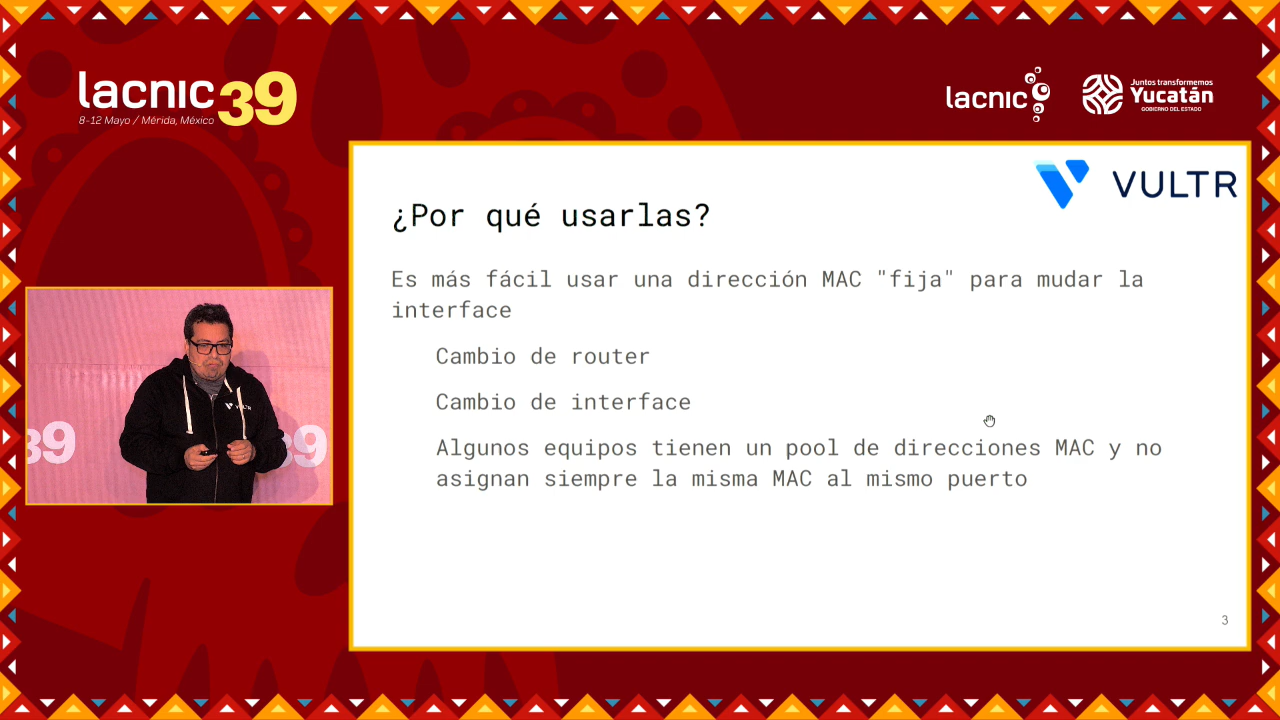 lacnic39
8-12 Mayo / Mérida, México
lacnic
Juntos transformemos
Yucatán
GOBIERNO DEL ESTADO
VULTR
¿Por qué usarlas?
Es más fácil usar una dirección MAC "fija" para mudar la
interface
Cambio de router
Cambio de interface
Algunos equipos tienen un pool de direcciones MAC y no
asignan siempre la misma MAC al mismo puerto
3
39
39
VULTR